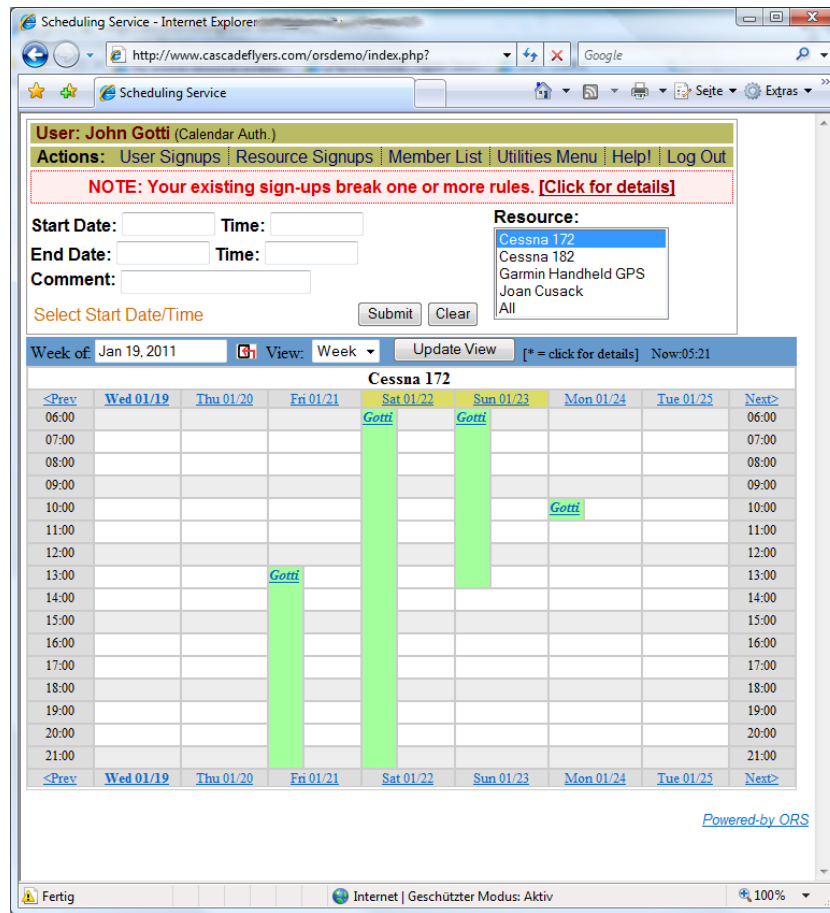 Scheduling Service - Internet Explorer
http://www.cascadeflyers.com/orsdemo/index.php?
Google
Scheduling Service
Seite
Extras
»
User: John Gotti (Calendar Auth.)
Actions: User Signups Resource Signups Member List Utilities Menu Help! Log Out
NOTE: Your existing sign-ups break one or more rules. [Click for details]
Start Date: Time: Resource:
Cessna 172
End Date: Time:
Cessna 182
Comment:
Garmin Handheld GPS
Joan Cusack
Select Start Date/Time Submit Clear
All
Week of: Jan 19, 2011 View: Week Update View [* = click for details] Now:05:21
Cessna 172
<Prev Wed 01/19 Thu 01/20 Fri 01/21 Sat 01/22 Sun 01/23 Mon 01/24 Tue 01/25 Next>
06:00 Gotti Gotti 06:00
07:00 07:00
08:00 08:00
09:00 09:00
10:00 Gotti 10:00
11:00 11:00
12:00 12:00
13:00 Gotti 13:00
14:00 14:00
15:00 15:00
16:00 16:00
17:00 17:00
18:00 18:00
19:00 19:00
20:00 20:00
21:00 21:00
<Prev Wed 01/19 Thu 01/20 Fri 01/21 Sat 01/22 Sun 01/23 Mon 01/24 Tue 01/25 Next>
Powered-by ORS
Fertig Internet | Geschützter Modus: Aktiv 100%